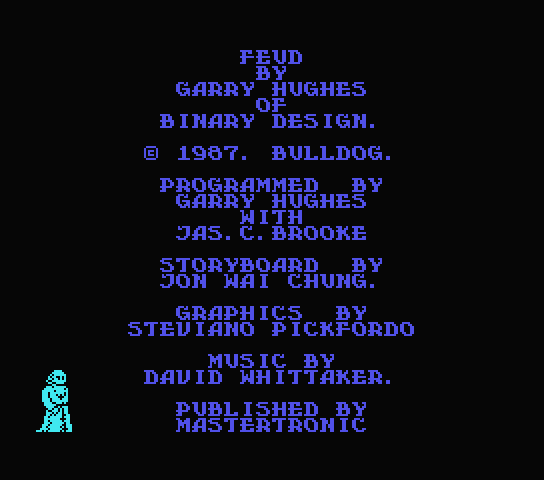 FEUD
BY
GARRY HUGHES
OF
BINARY DESIGN.
© 1987. BULLDOG.
PROGRAMMED BY
GARRY HUGHES
WITH
JAS.C.BROOKE
STORYBOARD BY
JON WAI CHUNG.
GRAPHICS BY
STEVIANO PICKFORDO
MUSIC BY
DAVID WHITTAKER.
PUBLISHED BY
MASTERTRONIC